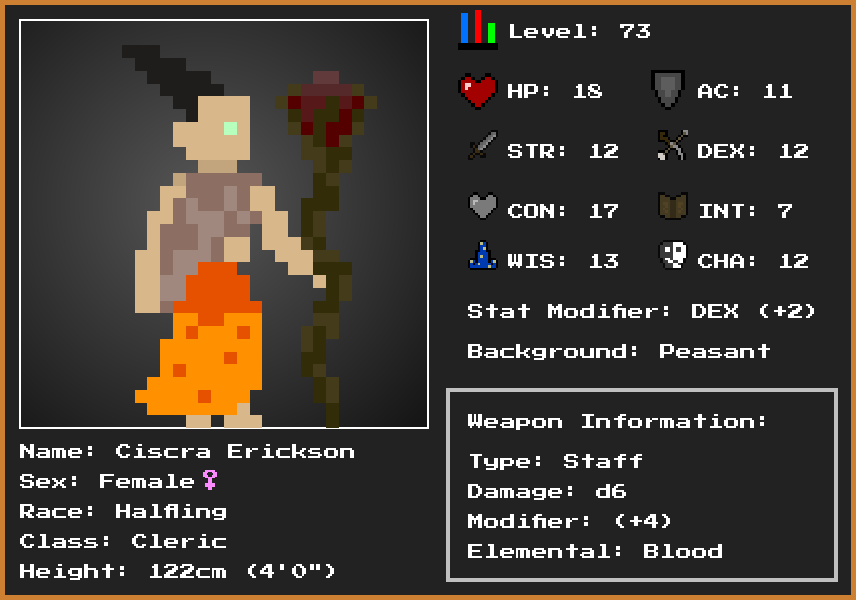 Level: 73
HP: 18
AC: 11
STR: 12
DEX: 12
CON: 17
INT: 7
WIS: 13
CHA: 12
Stat Modifier: DEX (+2)
Background: Peasant
Weapon Information:
Type: Staff
Damage: d6
Modifier: (+4)
Elemental: Blood
Name: Ciscra Erickson
Sex: Female♀
Race: Halfling
Class: Cleric
Height: 122cm (4'0")